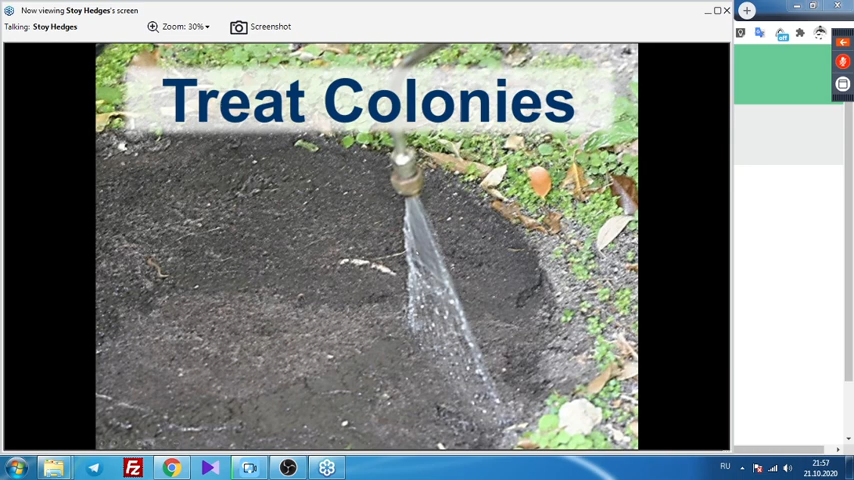 Now viewing Stoy Hedges's screen
Talking: Stoy Hedges
Zoom: 30%
Screenshot
Treat Colonies
off
RU
21:57
21.10.2020